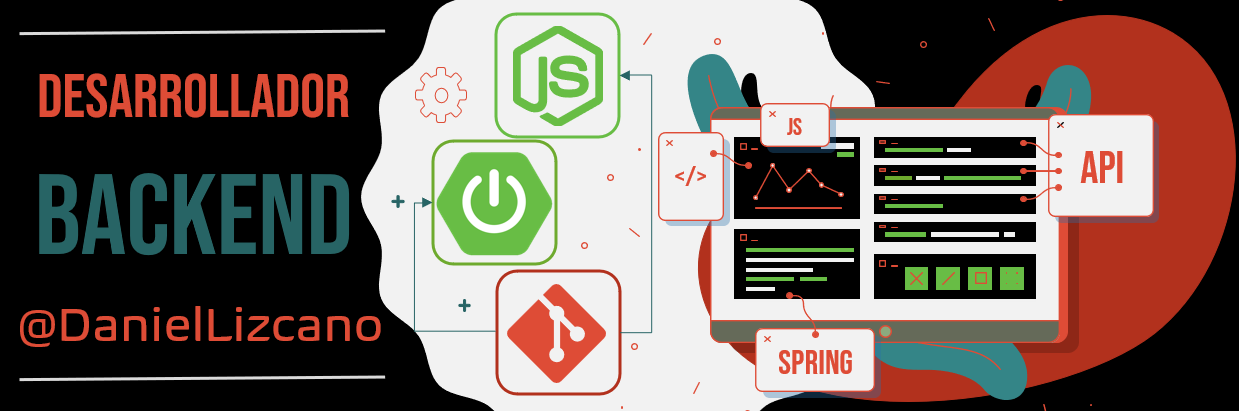 DESARROLLADOR
BACKEND
@DanielLizcano
JS
JS
</>
API
SPRING